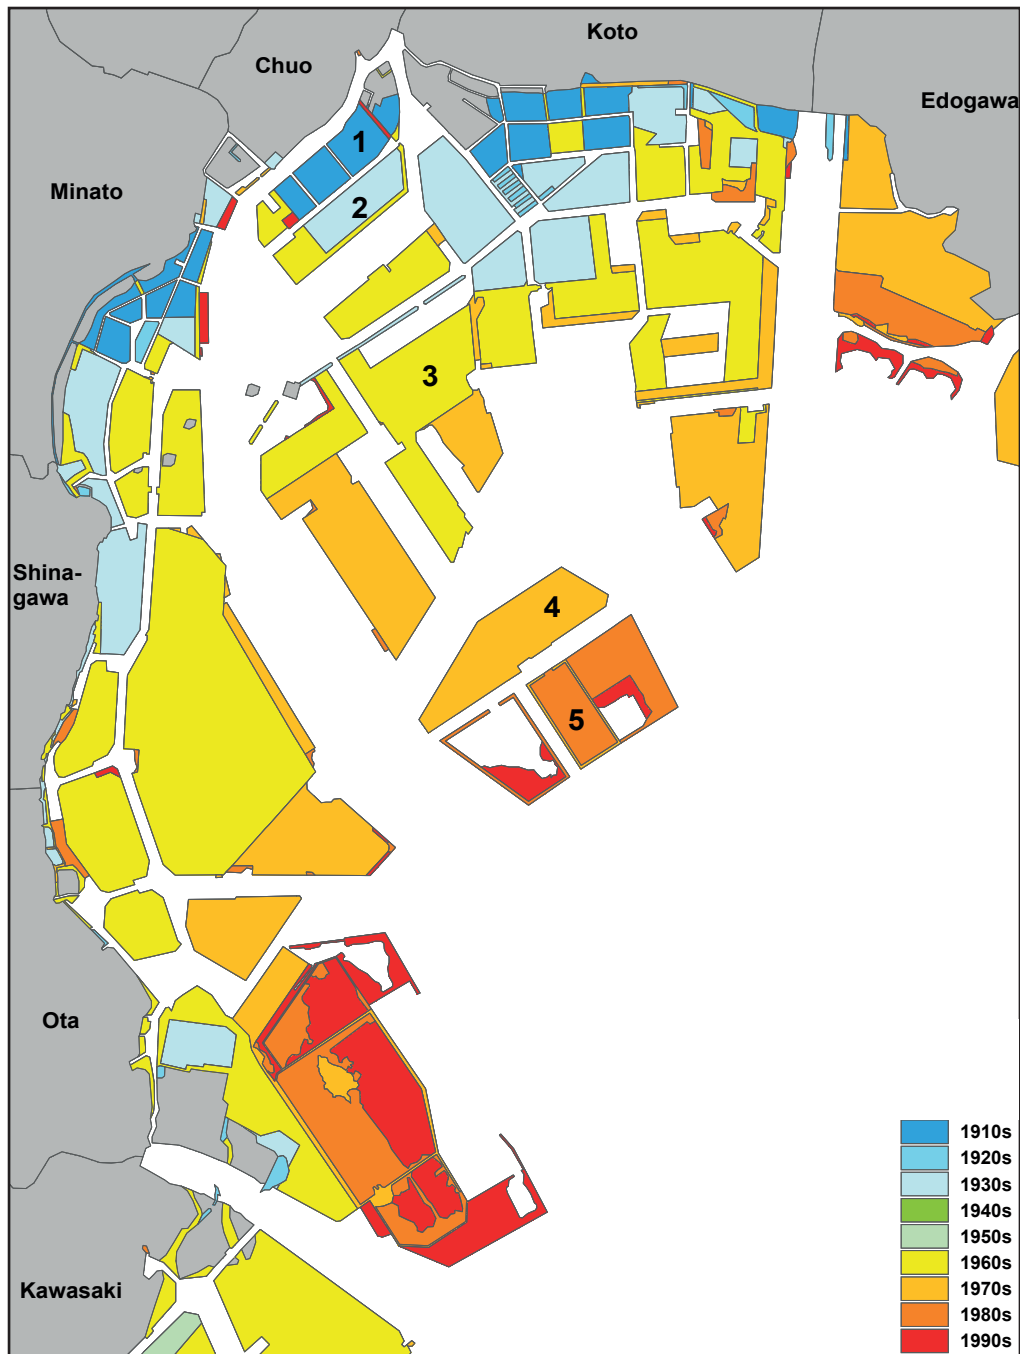 Koto
Chuo
Edogawa
1
Minato
2
3
Shina-
gawa
4
5
Ota
Kawasaki
1910s
1920s
1930s
1940s
1950s
1960s
1970s
1980s
1990s